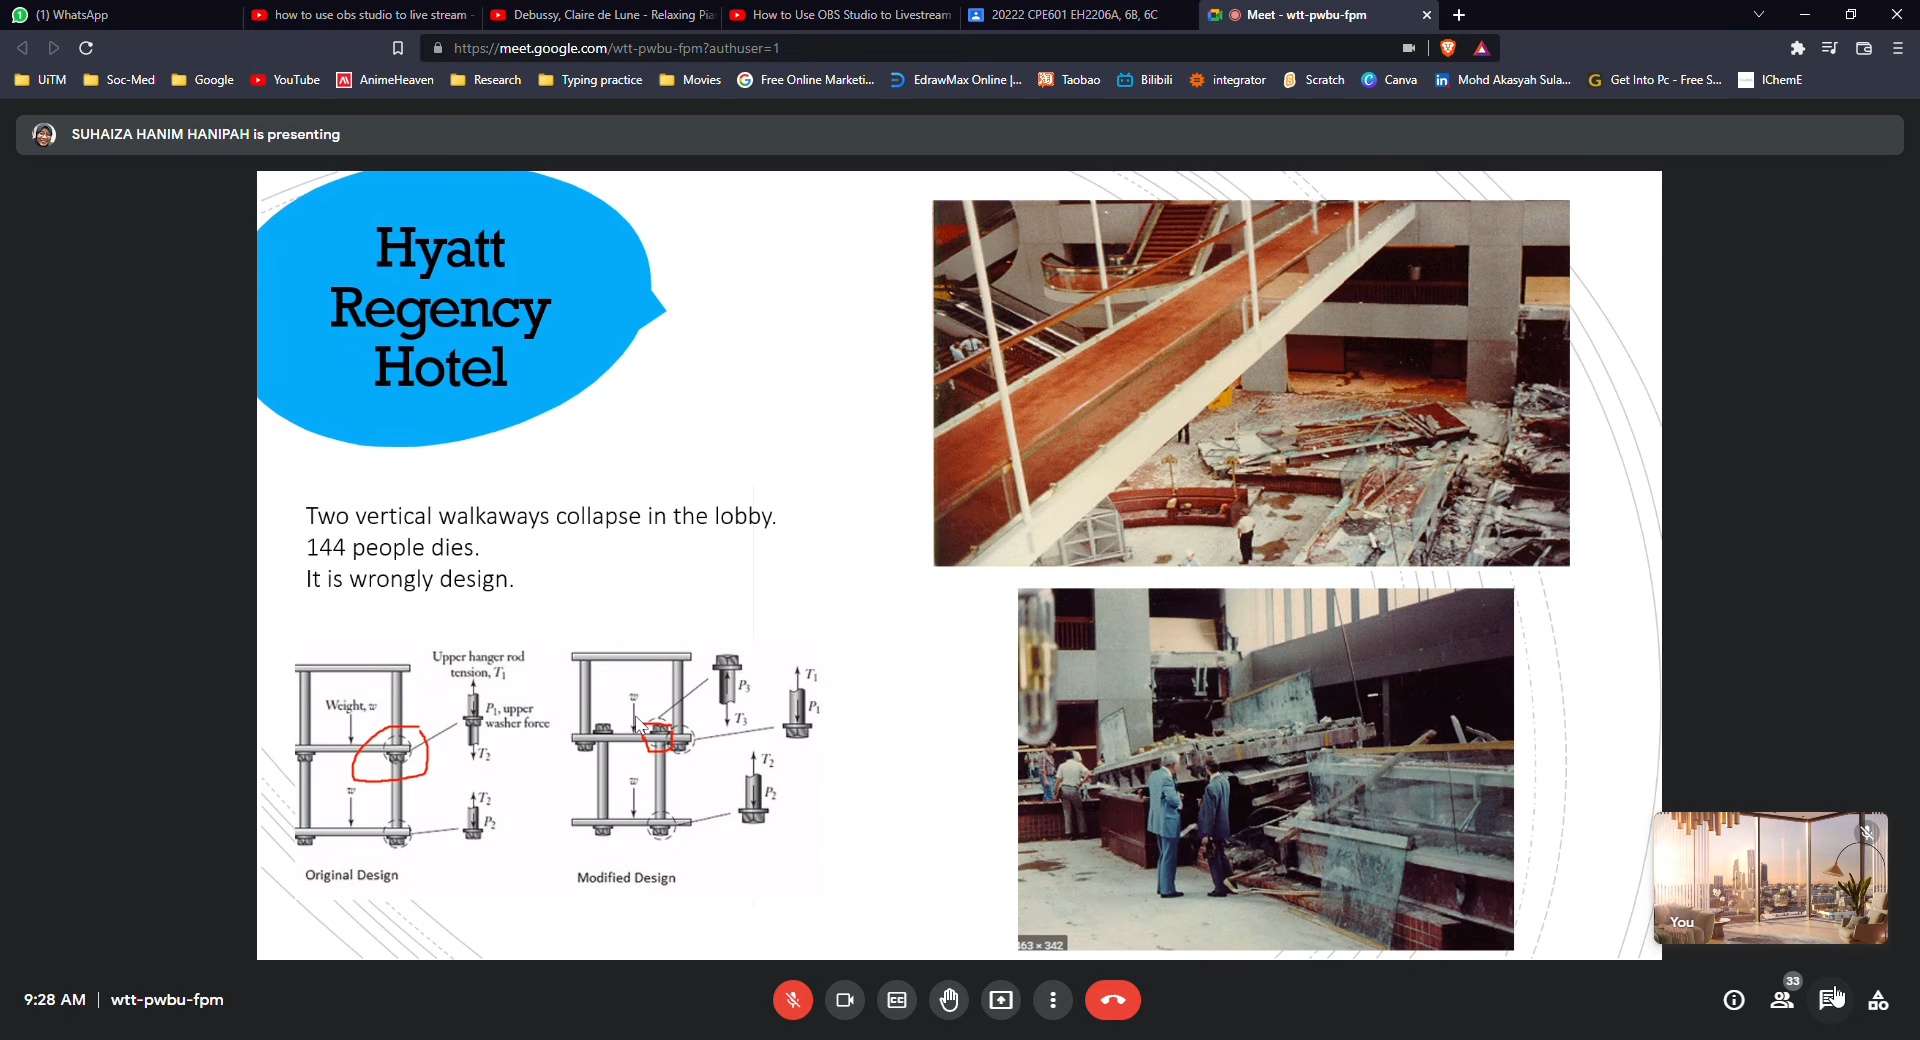 (1) WhatsApp
how to use obs studio to live stream -
Debussy, Claire de Lune - Relaxing Pia
How to Use OBS Studio to Livestream
20222 CPE601 EH2206A, 6B, 6C
Meet - wtt-pwbu-fpm
https://meet.google.com/wtt-pwbu-fpm?authuser=1
UiTM
Soc-Med
Google
YouTube
AnimeHeaven
Research
Typing practice
Movies
Free Online Marketi...
EdrawMax Online |...
Taobao
Bilibili
integrator
Scratch
Canva
Mohd Akasyah Sula...
Get Into Pc - Free S...
IChemE
SUHAIZA HANIM HANIPAH is presenting
Hyatt
Regency
Hotel
Two vertical walkaways collapse in the lobby.
144 people dies.
It is wrongly design.
Upper hanger rod
tension, T1
Weight, w
P1, upper
washer force
T2
w
T2
P2
Original Design
w
P3
T3
T1
P1
w
T2
P2
Modified Design
463 × 342
You
9:28 AM | wtt-pwbu-fpm
CC
33